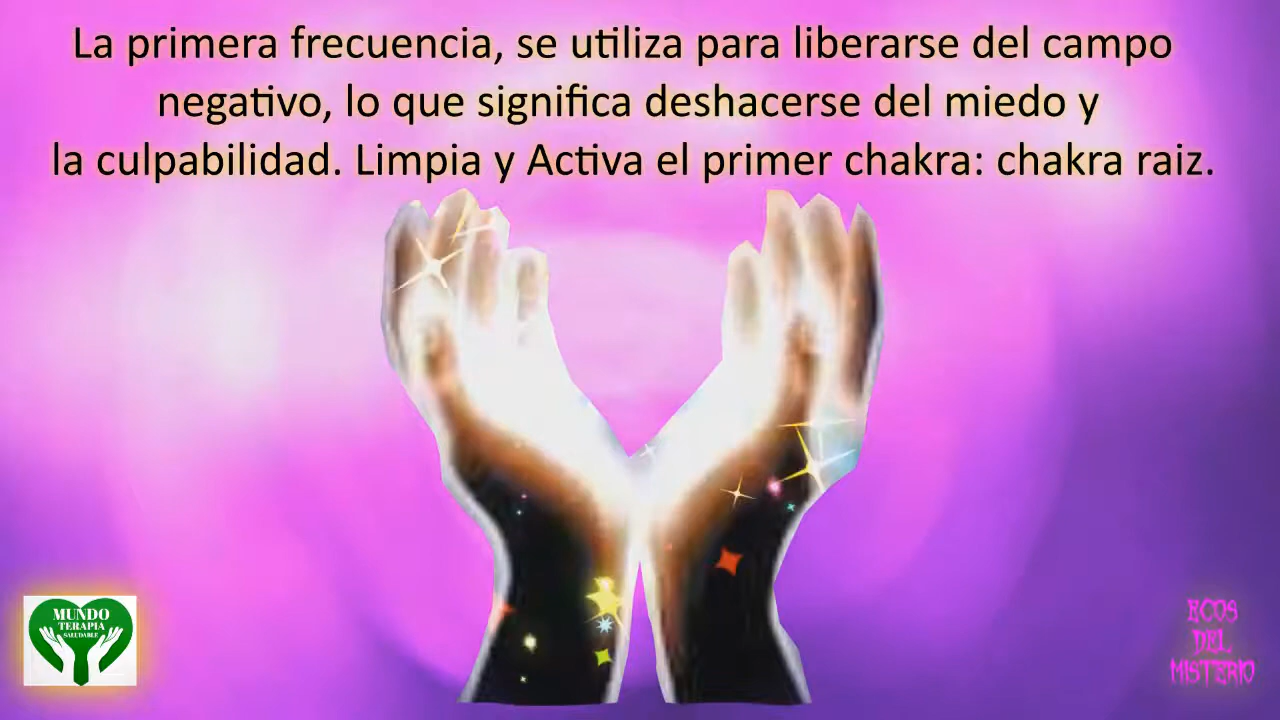 La primera frecuencia, se utiliza para liberarse del campo
negativo, lo que significa deshacerse del miedo y
la culpabilidad. Limpia y Activa el primer chakra: chakra raiz.
MUNDO
TERAPIA
SALUDABLE
ECOS
DEL
MISTERIO